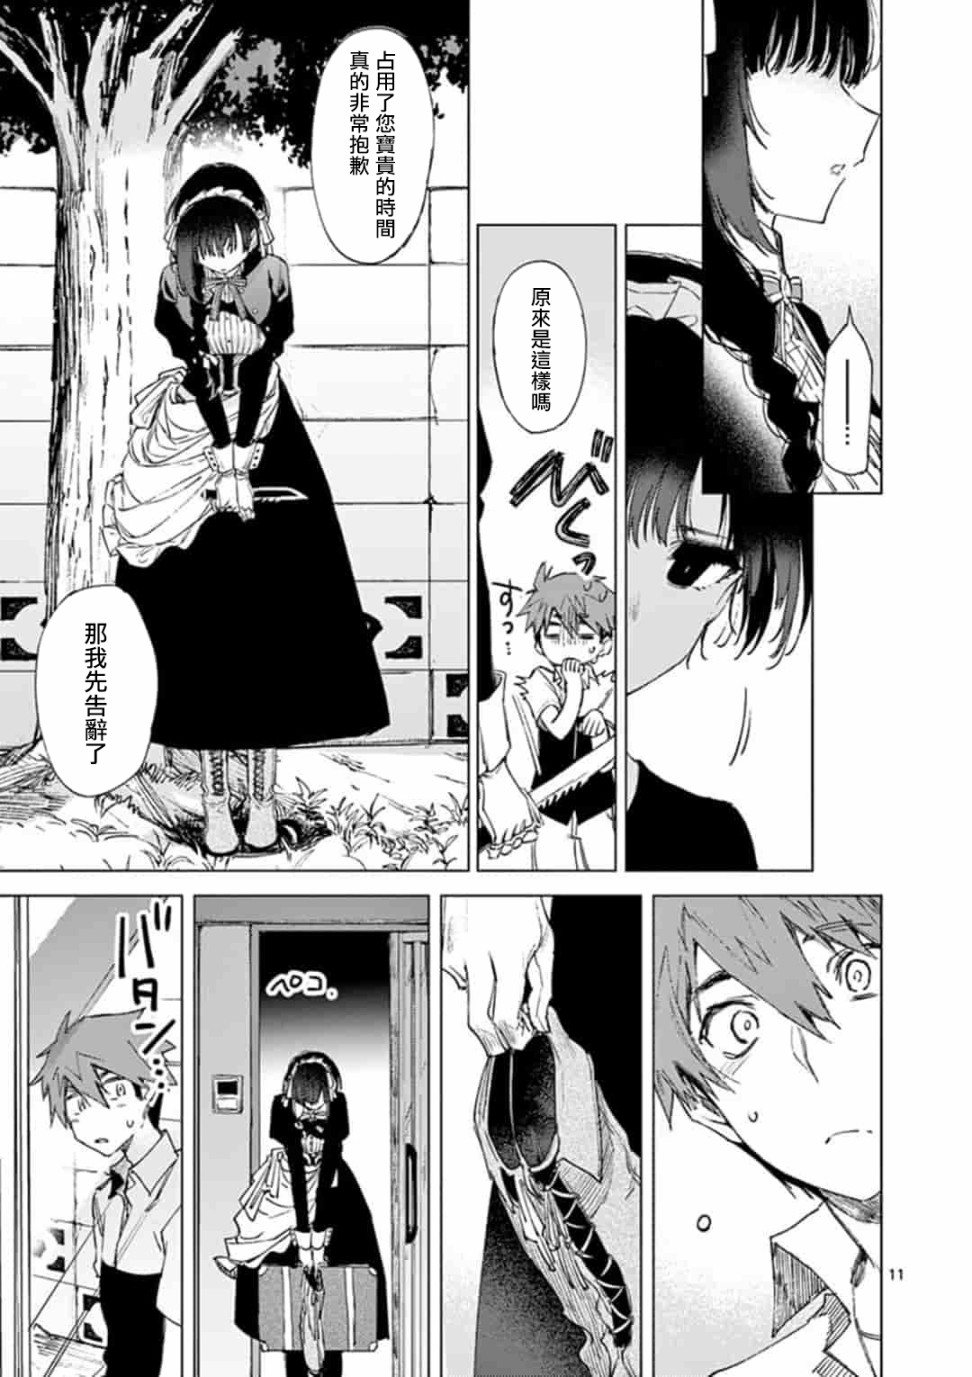 ———…
原來是這樣嗎
ビくっ
すっ…
占用了您寶貴的時間
真的非常抱歉
那我先告辭了
ペコ。
バタン…
11